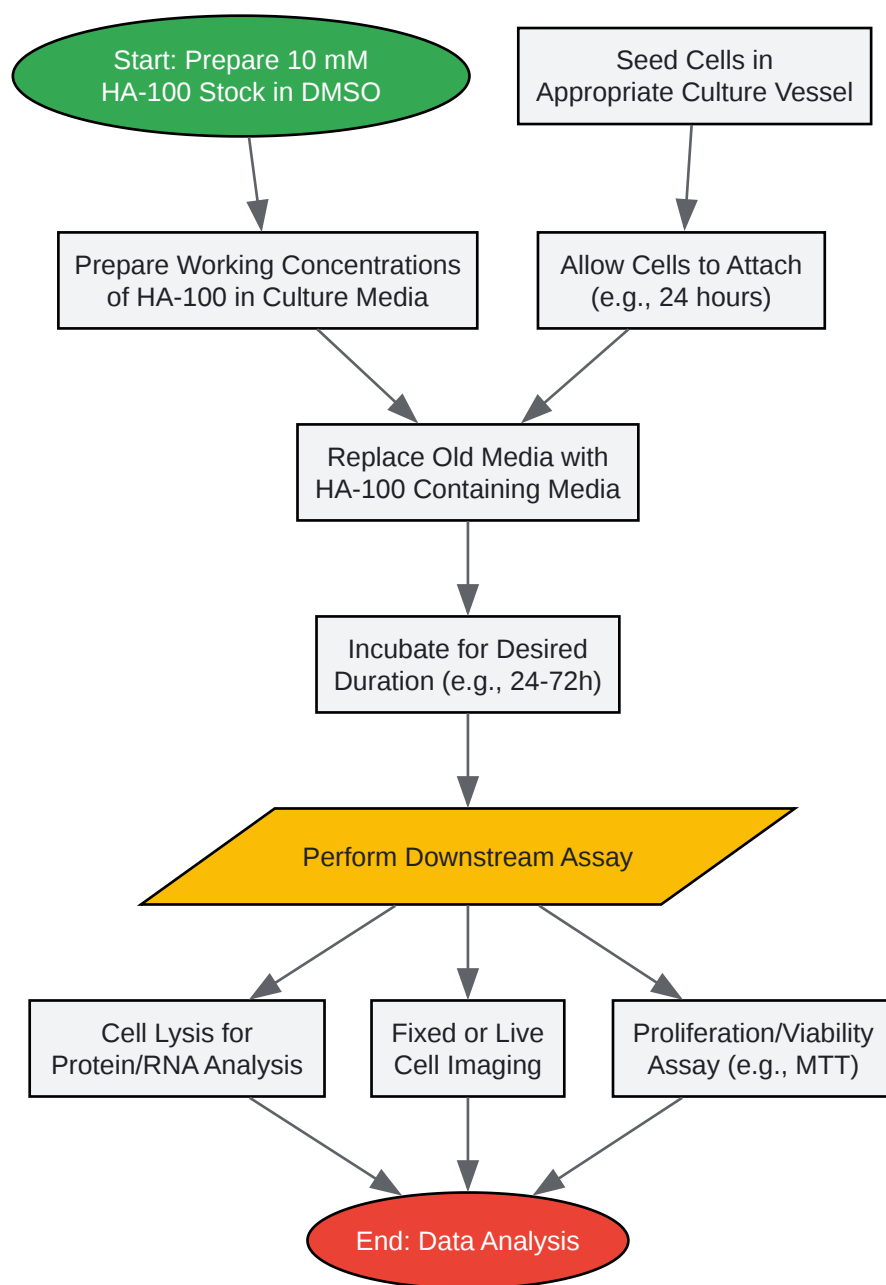 Start: Prepare 10 mM
HA-100 Stock in DMSO
Seed Cells in
Appropriate Culture Vessel
Prepare Working Concentrations
of HA-100 in Culture Media
Allow Cells to Attach
(e.g., 24 hours)
Replace Old Media with
HA-100 Containing Media
Incubate for Desired
Duration (e.g., 24-72h)
Perform Downstream Assay
Cell Lysis for
Protein/RNA Analysis
Fixed or Live
Cell Imaging
Proliferation/Viability
Assay (e.g., MTT)
End: Data Analysis